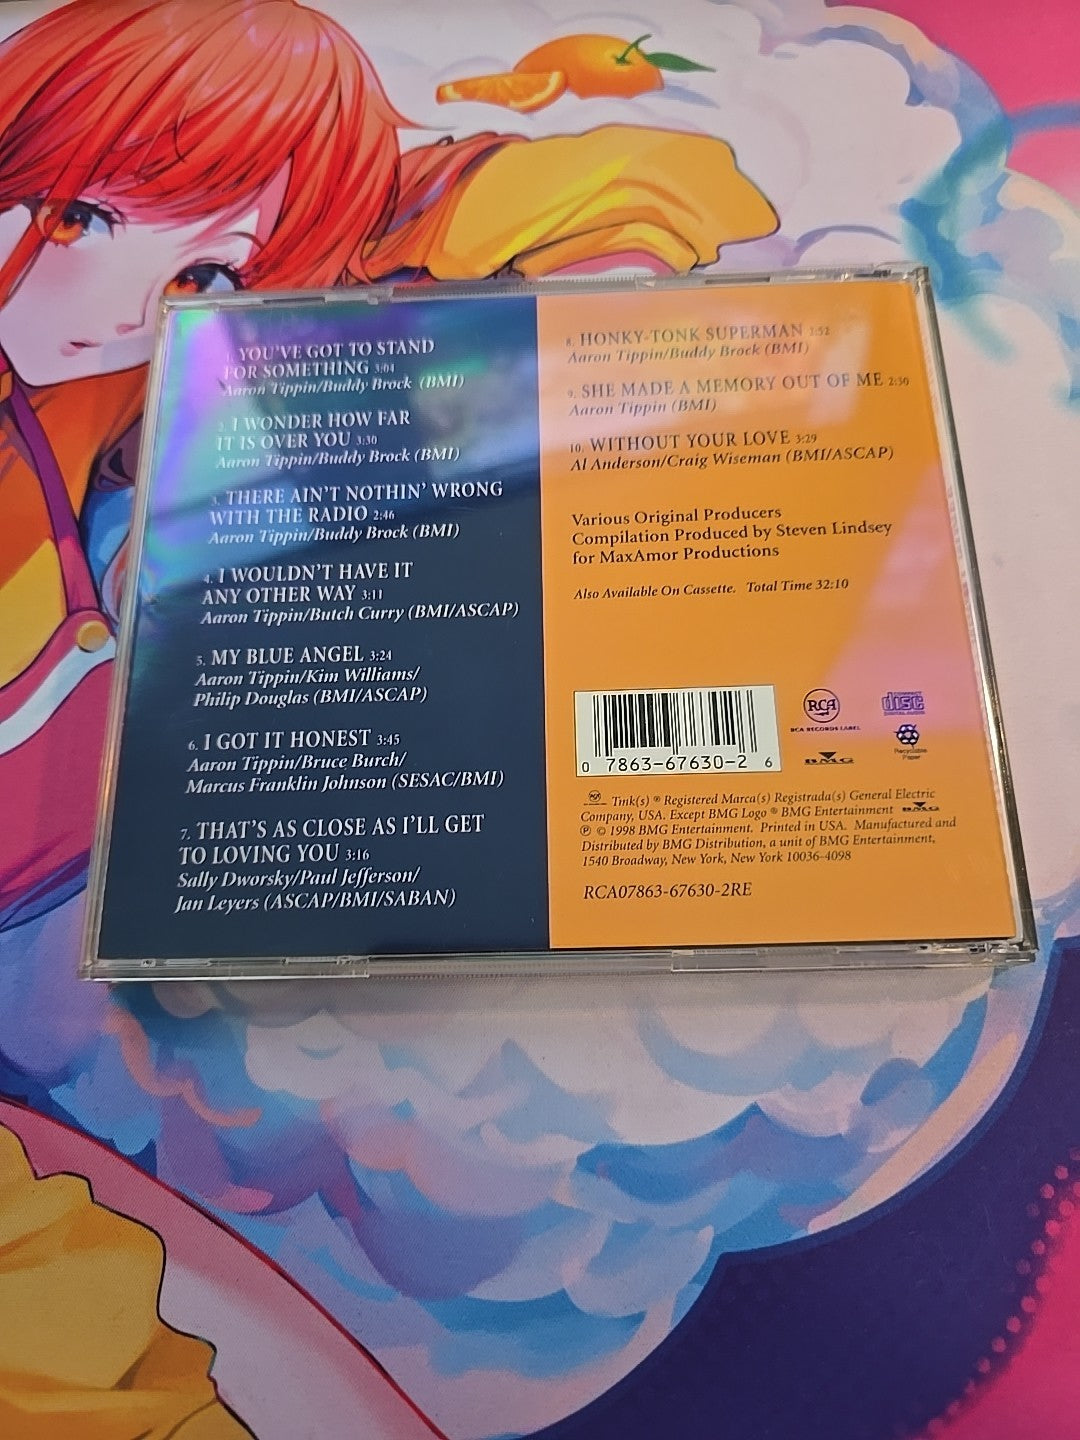 1. YOU'VE GOT TO STAND
FOR SOMETHING 3:04
Aaron Tippin/Buddy Brock (BMI)
2. I WONDER HOW FAR
IT IS OVER YOU 3:30
Aaron Tippin/Buddy Brock (BMI)
3. THERE AIN'T NOTHIN' WRONG
WITH THE RADIO 2:46
Aaron Tippin/Buddy Brock (BMI)
4. I WOULDN'T HAVE IT
ANY OTHER WAY 3:11
Aaron Tippin/Butch Curry (BMI/ASCAP)
5. MY BLUE ANGEL 3:24
Aaron Tippin/Kim Williams/
Philip Douglas (BMI/ASCAP)
6. I GOT IT HONEST 3:45
Aaron Tippin/Bruce Burch/
Marcus Franklin Johnson (SESAC/BMI)
7. THAT'S AS CLOSE AS I'LL GET
TO LOVING YOU 3:16
Sally Dworsky/Paul Jefferson/
Jan Leyers (ASCAP/BMI/SABAN)
8. HONKY-TONK SUPERMAN 3:52
Aaron Tippin/Buddy Brock (BMI)
9. SHE MADE A MEMORY OUT OF ME 2:30
Aaron Tippin (BMI)
10. WITHOUT YOUR LOVE 3:29
Al Anderson/Craig Wiseman (BMI/ASCAP)
Various Original Producers
Compilation Produced by Steven Lindsey
for MaxAmor Productions
Also Available On Cassette. Total Time 32:10
0 7863-67630-2 6
RCA
RCA RECORDS LABEL
BMG
COMPACT
disc
DIGITAL AUDIO
Recyclable
Paper
Tmk(s) ® Registered Marca(s) Registrada(s) General Electric
Company, USA. Except BMG Logo ® BMG Entertainment BMG
℗ © 1998 BMG Entertainment. Printed in USA. Manufactured and
Distributed by BMG Distribution, a unit of BMG Entertainment,
1540 Broadway, New York, New York 10036-4098
RCA07863-67630-2RE